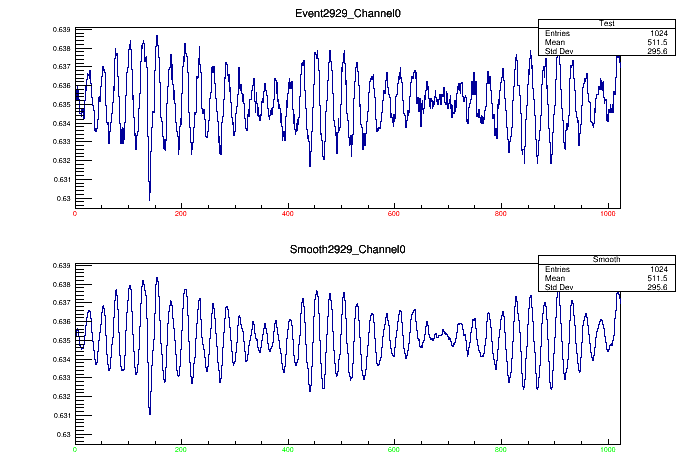 Event2929_Channel0
Test
Entries 1024
Mean 511.5
Std Dev 295.6
0.639
0.638
0.637
0.636
0.635
0.634
0.633
0.632
0.631
0.63
0 200 400 600 800 1000
Smooth2929_Channel0
Smooth
Entries 1024
Mean 511.5
Std Dev 295.6
0.639
0.638
0.637
0.636
0.635
0.634
0.633
0.632
0.631
0.63
0 200 400 600 800 1000